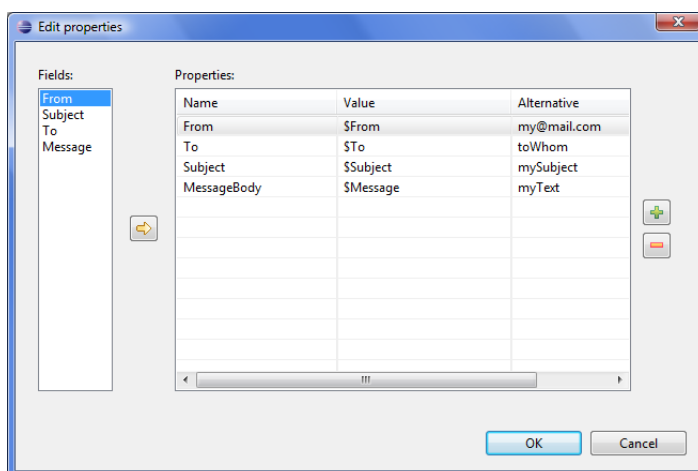 Edit properties
Fields:
Properties:
From
Subject
To
Message
Name Value Alternative
From $From my@mail.com
To $To toWhom
Subject $Subject mySubject
MessageBody $Message myText
OK Cancel